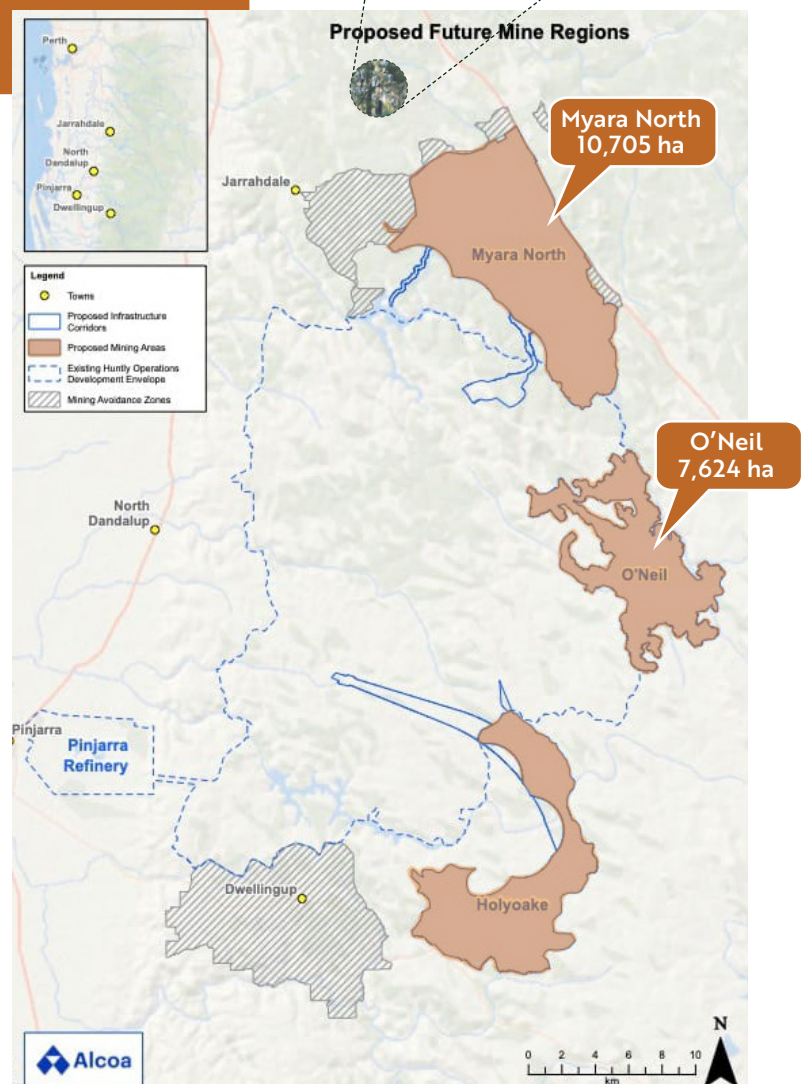 Proposed Future Mine Regions
Perth
Jarrahdale
North
Dandalup
Pinjarra
Dwellingup
Myara North
10,705 ha
Jarrahdale
Myara North
Legend
Towns
Proposed Infrastructure
Corridors
Proposed Mining Areas
Existing Huntly Operations
Development Envelope
Mining Avoidance Zones
O'Neil
7,624 ha
North
Dandalup
O'Neil
Pinjarra
Pinjarra
Refinery
Dwellingup
Holyoake
Alcoa
N
0 2 4 6 8 10
km